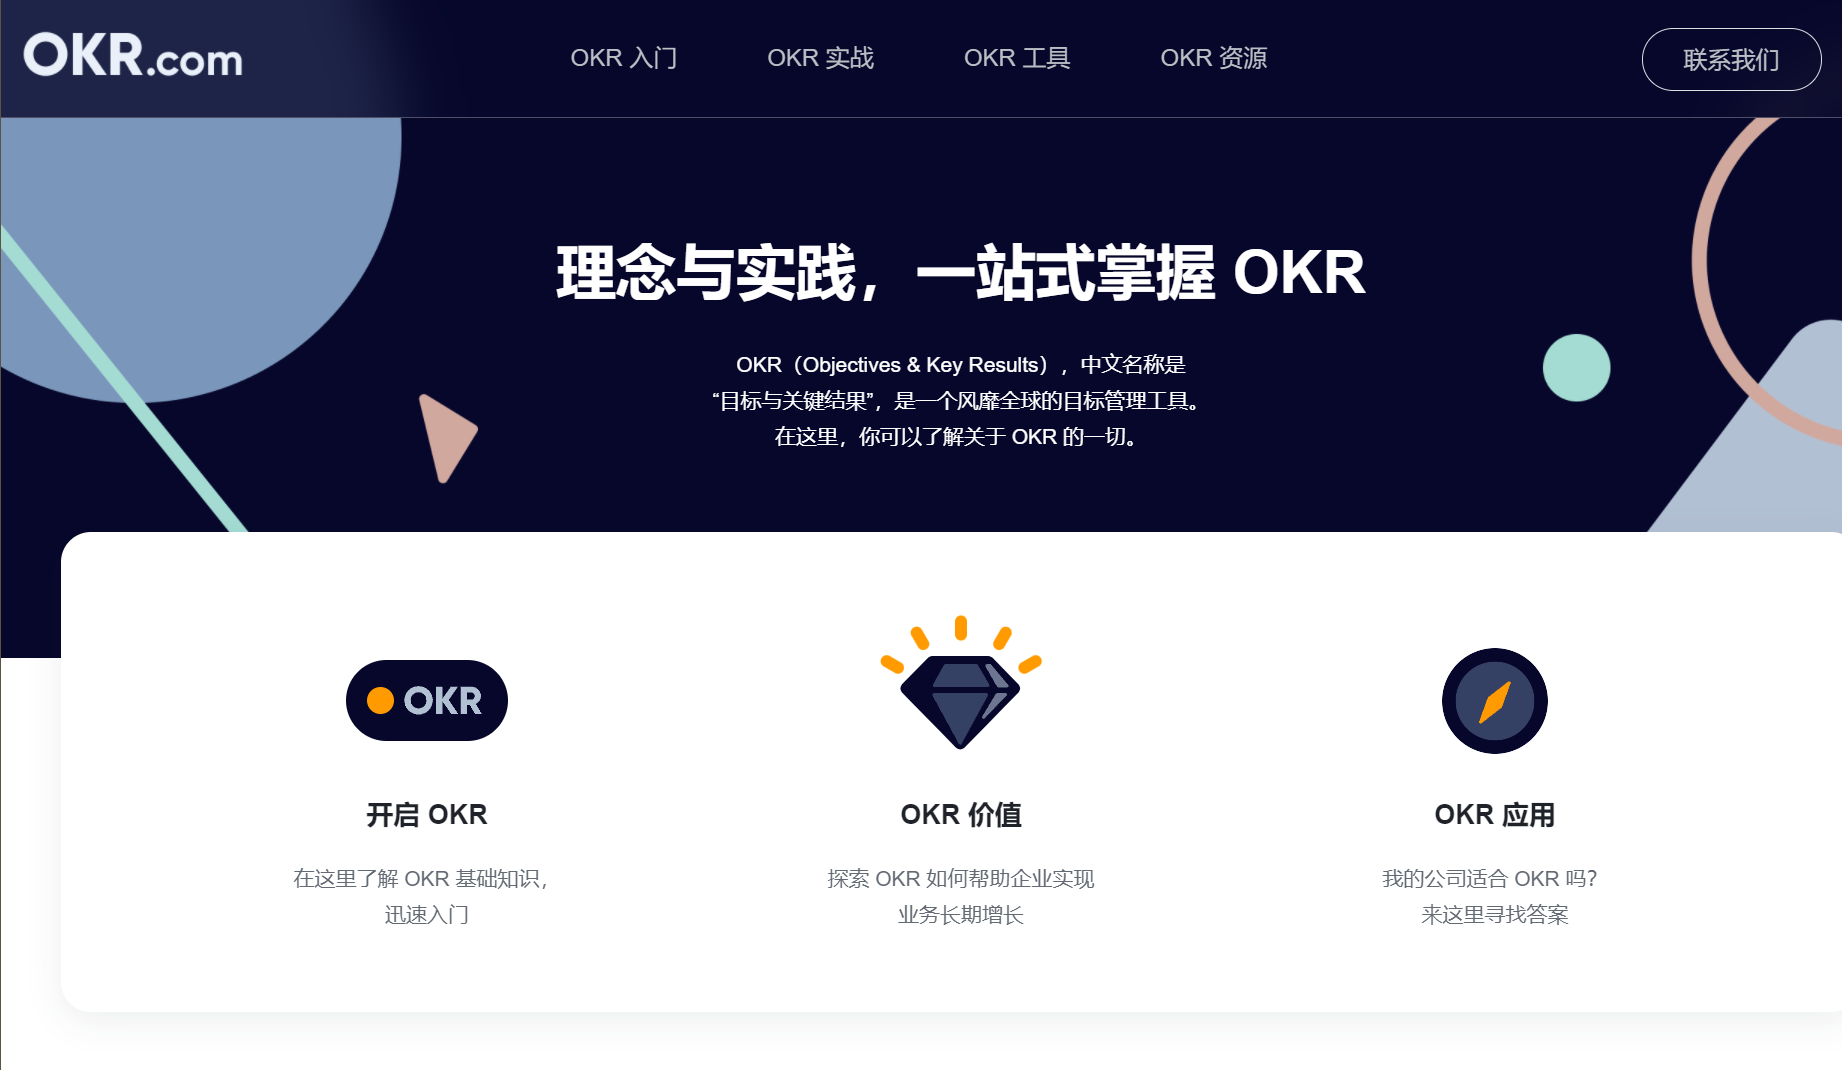 OKR.com
OKR 入门
OKR 实战
OKR 工具
OKR 资源
联系我们
理念与实践，一站式掌握 OKR
OKR（Objectives & Key Results），中文名称是
“目标与关键结果”，是一个风靡全球的目标管理工具。
在这里，你可以了解关于 OKR 的一切。
OKR
开启 OKR
OKR 价值
OKR 应用
在这里了解 OKR 基础知识，
迅速入门
探索 OKR 如何帮助企业实现
业务长期增长
我的公司适合 OKR 吗？
来这里寻找答案